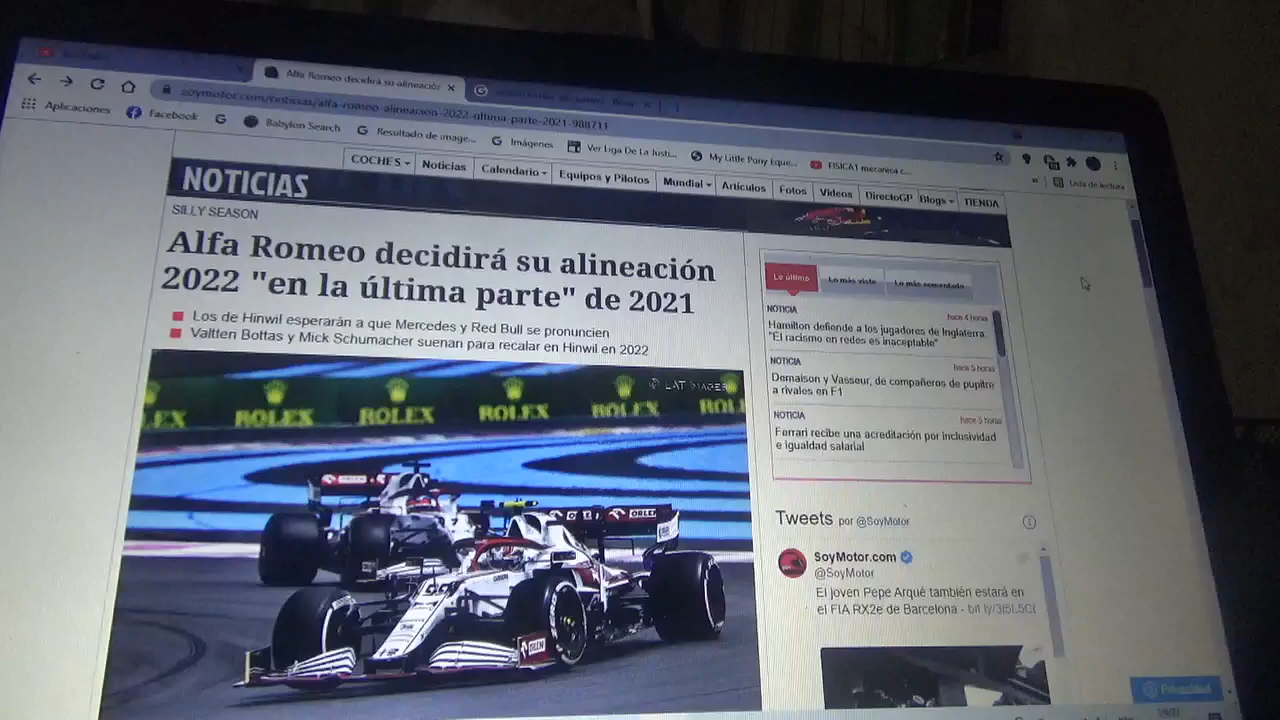 Alfa Romeo decidirá su alineación
soymotor.com/noticias/alfa-romeo-alineacion-2022-ultima-parte-2021-988711
Aplicaciones Facebook Babylon Search Resultado de image... Imágenes Ver Liga De La Justi... My Little Pony Eque... FISICA1 mecanica c... » Lista de lectura
COCHES Noticias Calendario Equipos y Pilotos Mundial Artículos Fotos Vídeos DirectoGP Blogs TIENDA
NOTICIAS
SILLY SEASON
Alfa Romeo decidirá su alineación
2022 "en la última parte" de 2021
Los de Hinwil esperarán a que Mercedes y Red Bull se pronuncien
Valtten Bottas y Mick Schumacher suenan para recalar en Hinwil en 2022
LAT IMAGES
ROLEX ROLEX ROLEX ROLEX ROLEX
ORLEN
ORLEN
ORLEN
Lo último Lo más visto Lo más comentado
NOTICIA hace 4 horas
Hamilton defiende a los jugadores de Inglaterra:
"El racismo en redes es inaceptable"
NOTICIA hace 5 horas
Demaison y Vasseur, de compañeros de pupitre
a rivales en F1
NOTICIA hace 5 horas
Ferrari recibe una acreditación por inclusividad
e igualdad salarial
Tweets por @SoyMotor
SoyMotor.com
@SoyMotor
El joven Pepe Arqué también estará en
el FIA RX2e de Barcelona -
Privacidad